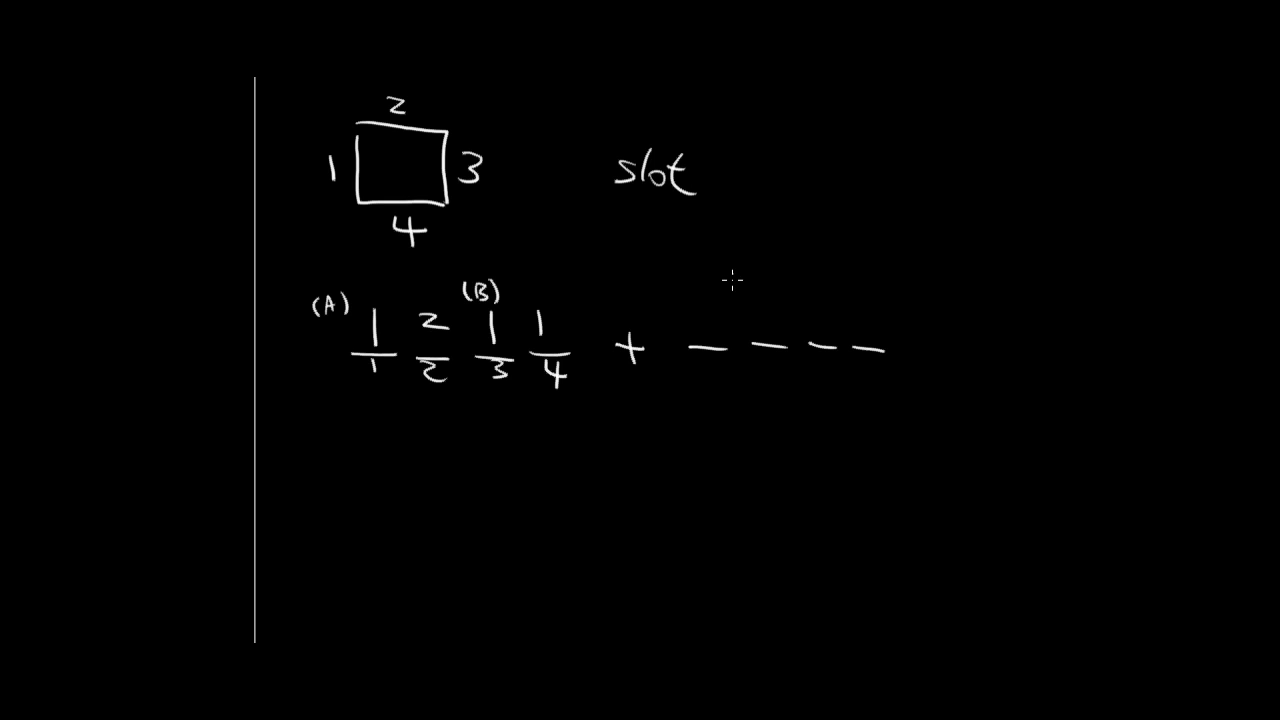 2
1 3 slot
4
(A) (B)
1 2 1 1
+ _ _ _ _
1 2 3 4